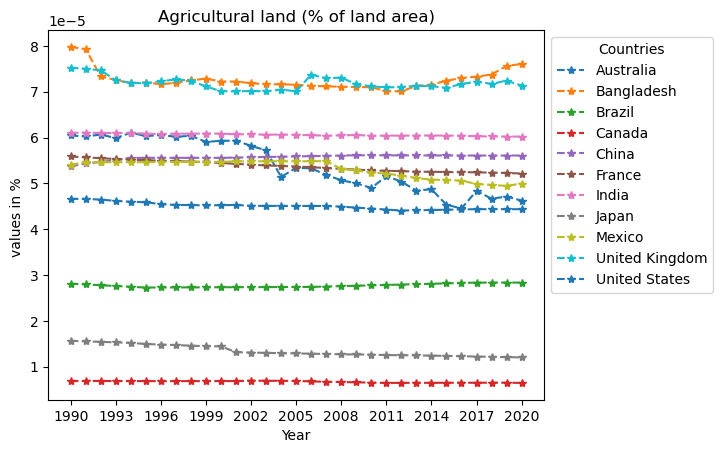 Agricultural land (% of land area)
1e−5
8
7
6
5
4
3
2
1
values in %
1990 1993 1996 1999 2002 2005 2008 2011 2014 2017 2020
Year
Countries
Australia
Bangladesh
Brazil
Canada
China
France
India
Japan
Mexico
United Kingdom
United States